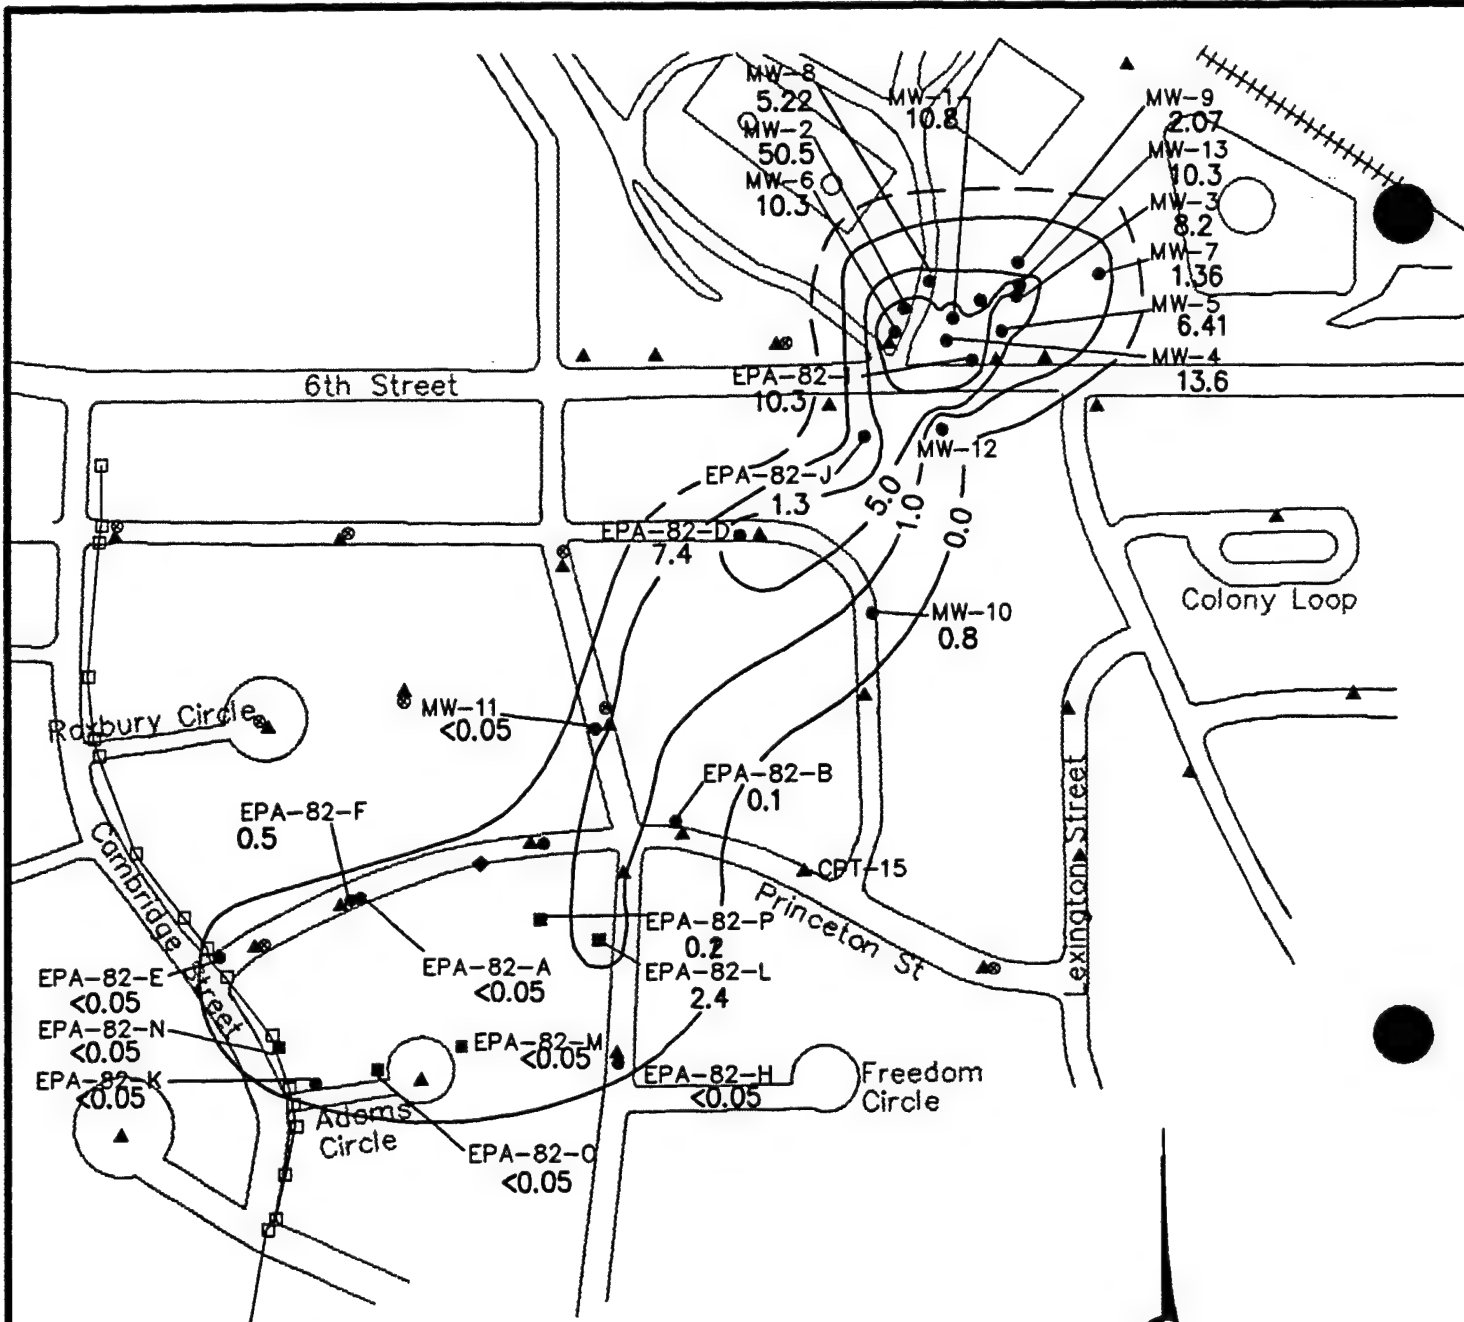 MW-8
5.22
MW-2
50.5
MW-6
10.3
MW-1
10.8
MW-9
2.07
MW-13
10.3
MW-3
8.2
MW-7
1.36
MW-5
6.41
MW-4
13.6
6th Street
EPA-82-I
10.3
MW-12
EPA-82-J
1.3
5.0
1.0
0.0
EPA-82-D
7.4
Colony Loop
MW-10
0.8
Roxbury Circle
MW-11
<0.05
EPA-82-B
0.1
EPA-82-F
0.5
Cambridge Street
CPT-15
Princeton St
Lexington Street
EPA-82-P
0.2
EPA-82-L
2.4
EPA-82-A
<0.05
EPA-82-E
<0.05
EPA-82-N
<0.05
EPA-82-K
<0.05
EPA-82-M
<0.05
EPA-82-H
<0.05
Freedom
Circle
Adams
Circle
EPA-82-O
<0.05